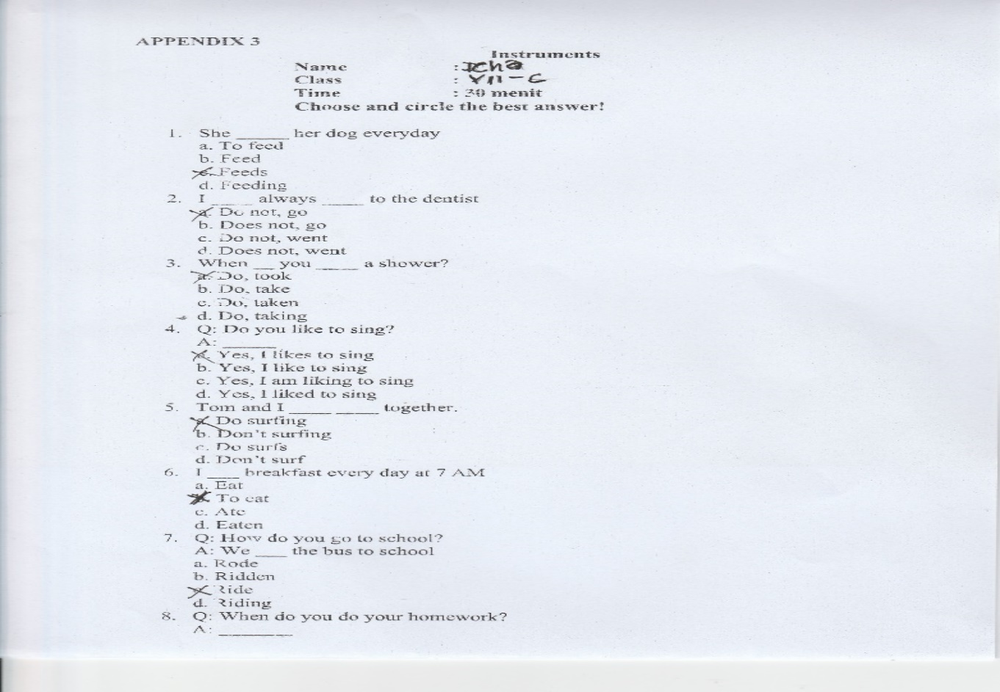 APPENDIX 3
Instruments
Name : Icha
Class : VII - C
Time : 30 menit
Choose and circle the best answer!
1. She ______ her dog everyday
a. To feed
b. Feed
c. Feeds
d. Feeding
2. I _____ always _____ to the dentist
a. Do not, go
b. Does not, go
c. Do not, went
d. Does not, went
3. When __ you _____ a shower?
a. Do, took
b. Do, take
c. Do, taken
d. Do, taking
4. Q: Do you like to sing?
A: ______
a. Yes, I likes to sing
b. Yes, I like to sing
c. Yes, I am liking to sing
d. Yes, I liked to sing
5. Tom and I _____ _____ together.
a. Do surfing
b. Don't surfing
c. Do surfs
d. Don't surf
6. I ____ breakfast every day at 7 AM
a. Eat
b. To eat
c. Ate
d. Eaten
7. Q: How do you go to school?
A: We ____ the bus to school
a. Rode
b. Ridden
c. Ride
d. Riding
8. Q: When do you do your homework?
A: _________